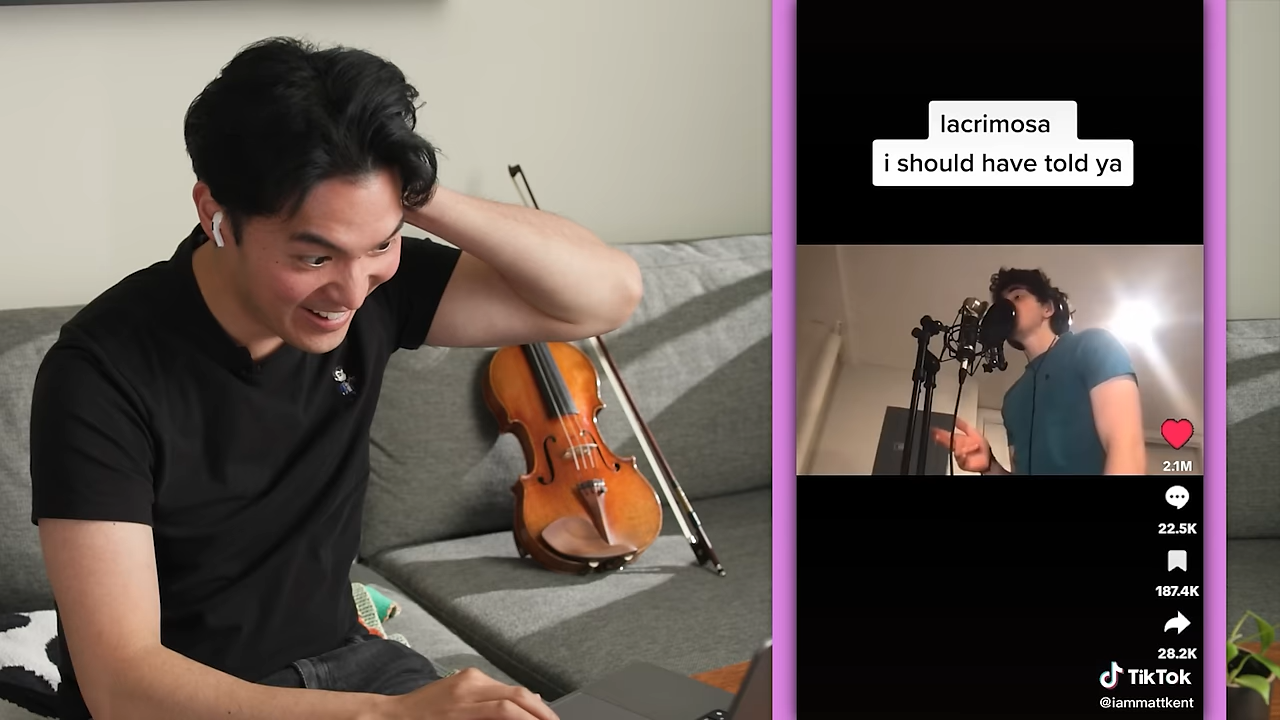 lacrimosa
i should have told ya
2.1M
22.5K
187.4K
28.2K
TikTok
@iammattkent